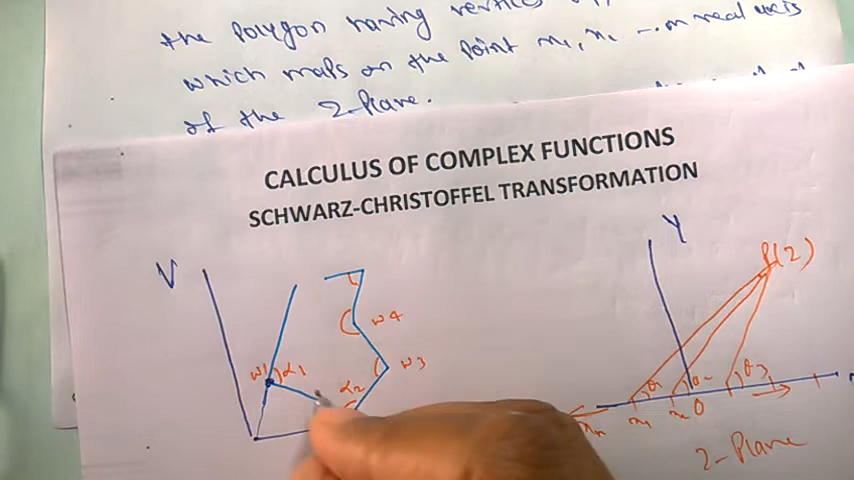 the Polygon having vertices
which maps on the point x1, x2 --- on real axis
of the Z-Plane.
CALCULUS OF COMPLEX FUNCTIONS
SCHWARZ-CHRISTOFFEL TRANSFORMATION
V
Y
P(Z)
w4
w1 α1
w3
α2
θ1 θ2 θ3
xn x1 x2 O
Z-Plane